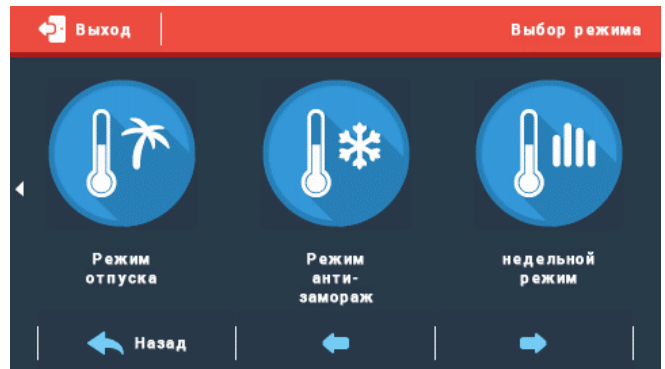 Выход
Выбор режима
Режим
отпуска
Режим
анти-
замораж
недельной
режим
Назад